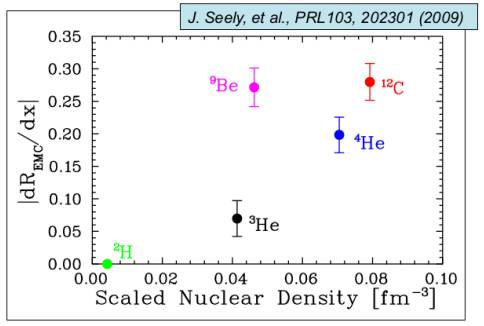 J. Seely, et al., PRL103, 202301 (2009)
0.35
0.30
0.25
0.20
0.15
0.10
0.05
0.00
|dR_EMC/dx|
⁹Be
¹²C
⁴He
³He
²H
0.00 0.02 0.04 0.06 0.08 0.10
Scaled Nuclear Density [fm⁻³]